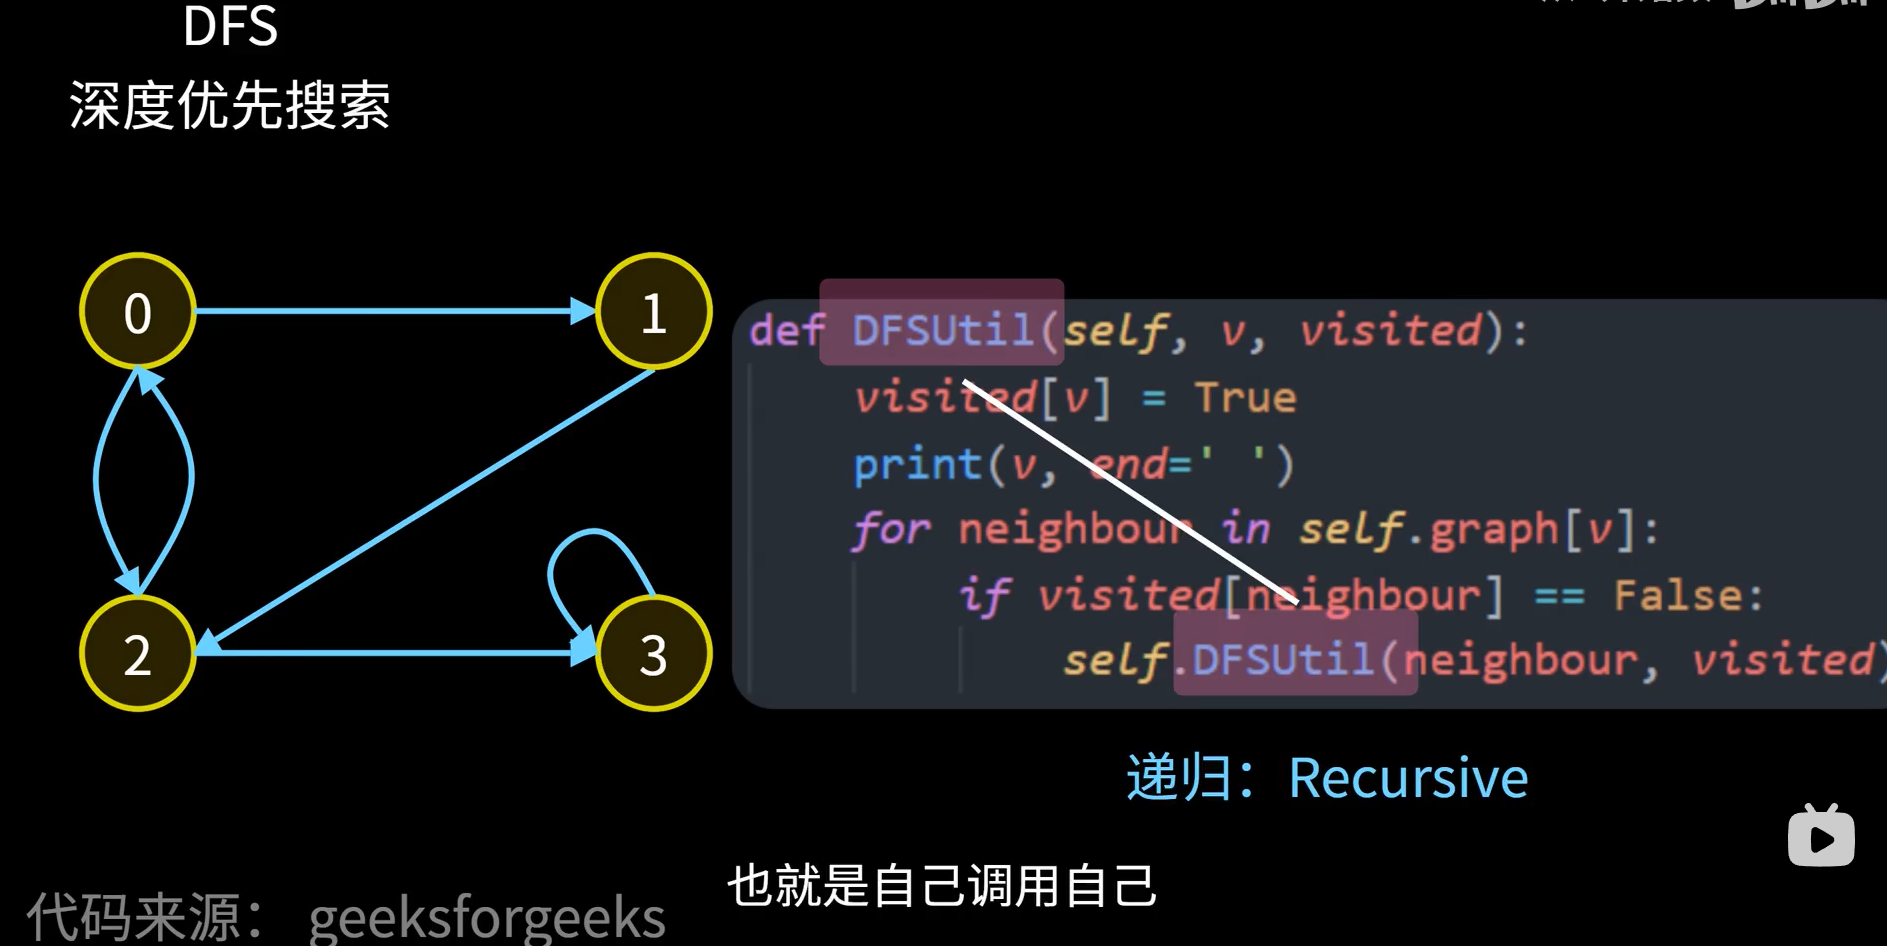 DFS
深度优先搜索
0
1
2
3
def DFSUtil(self, v, visited):
visited[v] = True
print(v, end=' ')
for neighbour in self.graph[v]:
if visited[neighbour] == False:
self.DFSUtil(neighbour, visited)
递归：Recursive
也就是自己调用自己
代码来源： geeksforgeeks